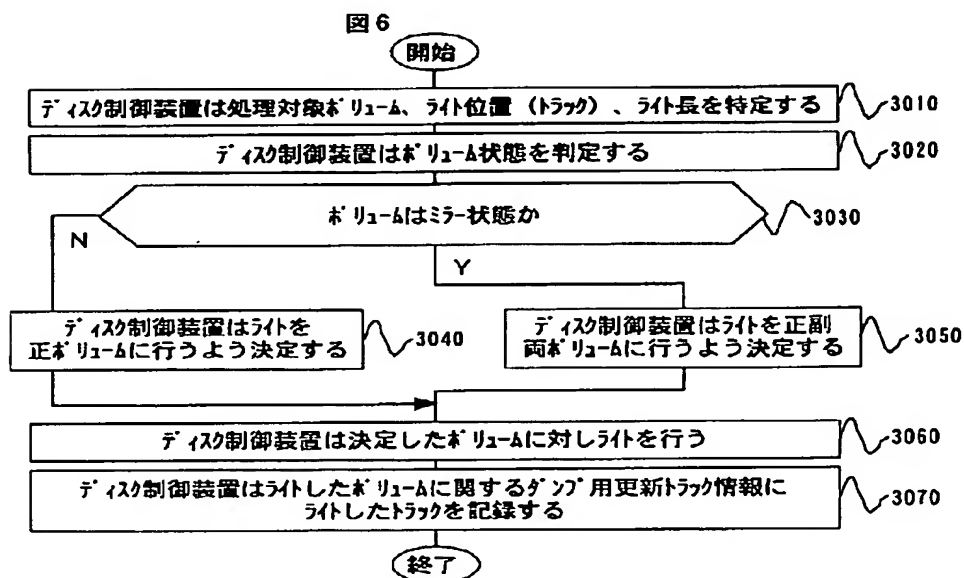 図6
開始
ディスク制御装置は処理対象ボリューム、ライト位置(トラック)、ライト長を特定する
3010
ディスク制御装置はボリューム状態を判定する
3020
ボリュームはミラー状態か
3030
N
Y
ディスク制御装置はライトを
正ボリュームに行うよう決定する
3040
ディスク制御装置はライトを正副
両ボリュームに行うよう決定する
3050
ディスク制御装置は決定したボリュームに対しライトを行う
3060
ディスク制御装置はライトしたボリュームに関するダンプ用更新トラック情報に
ライトしたトラックを記録する
3070
終了